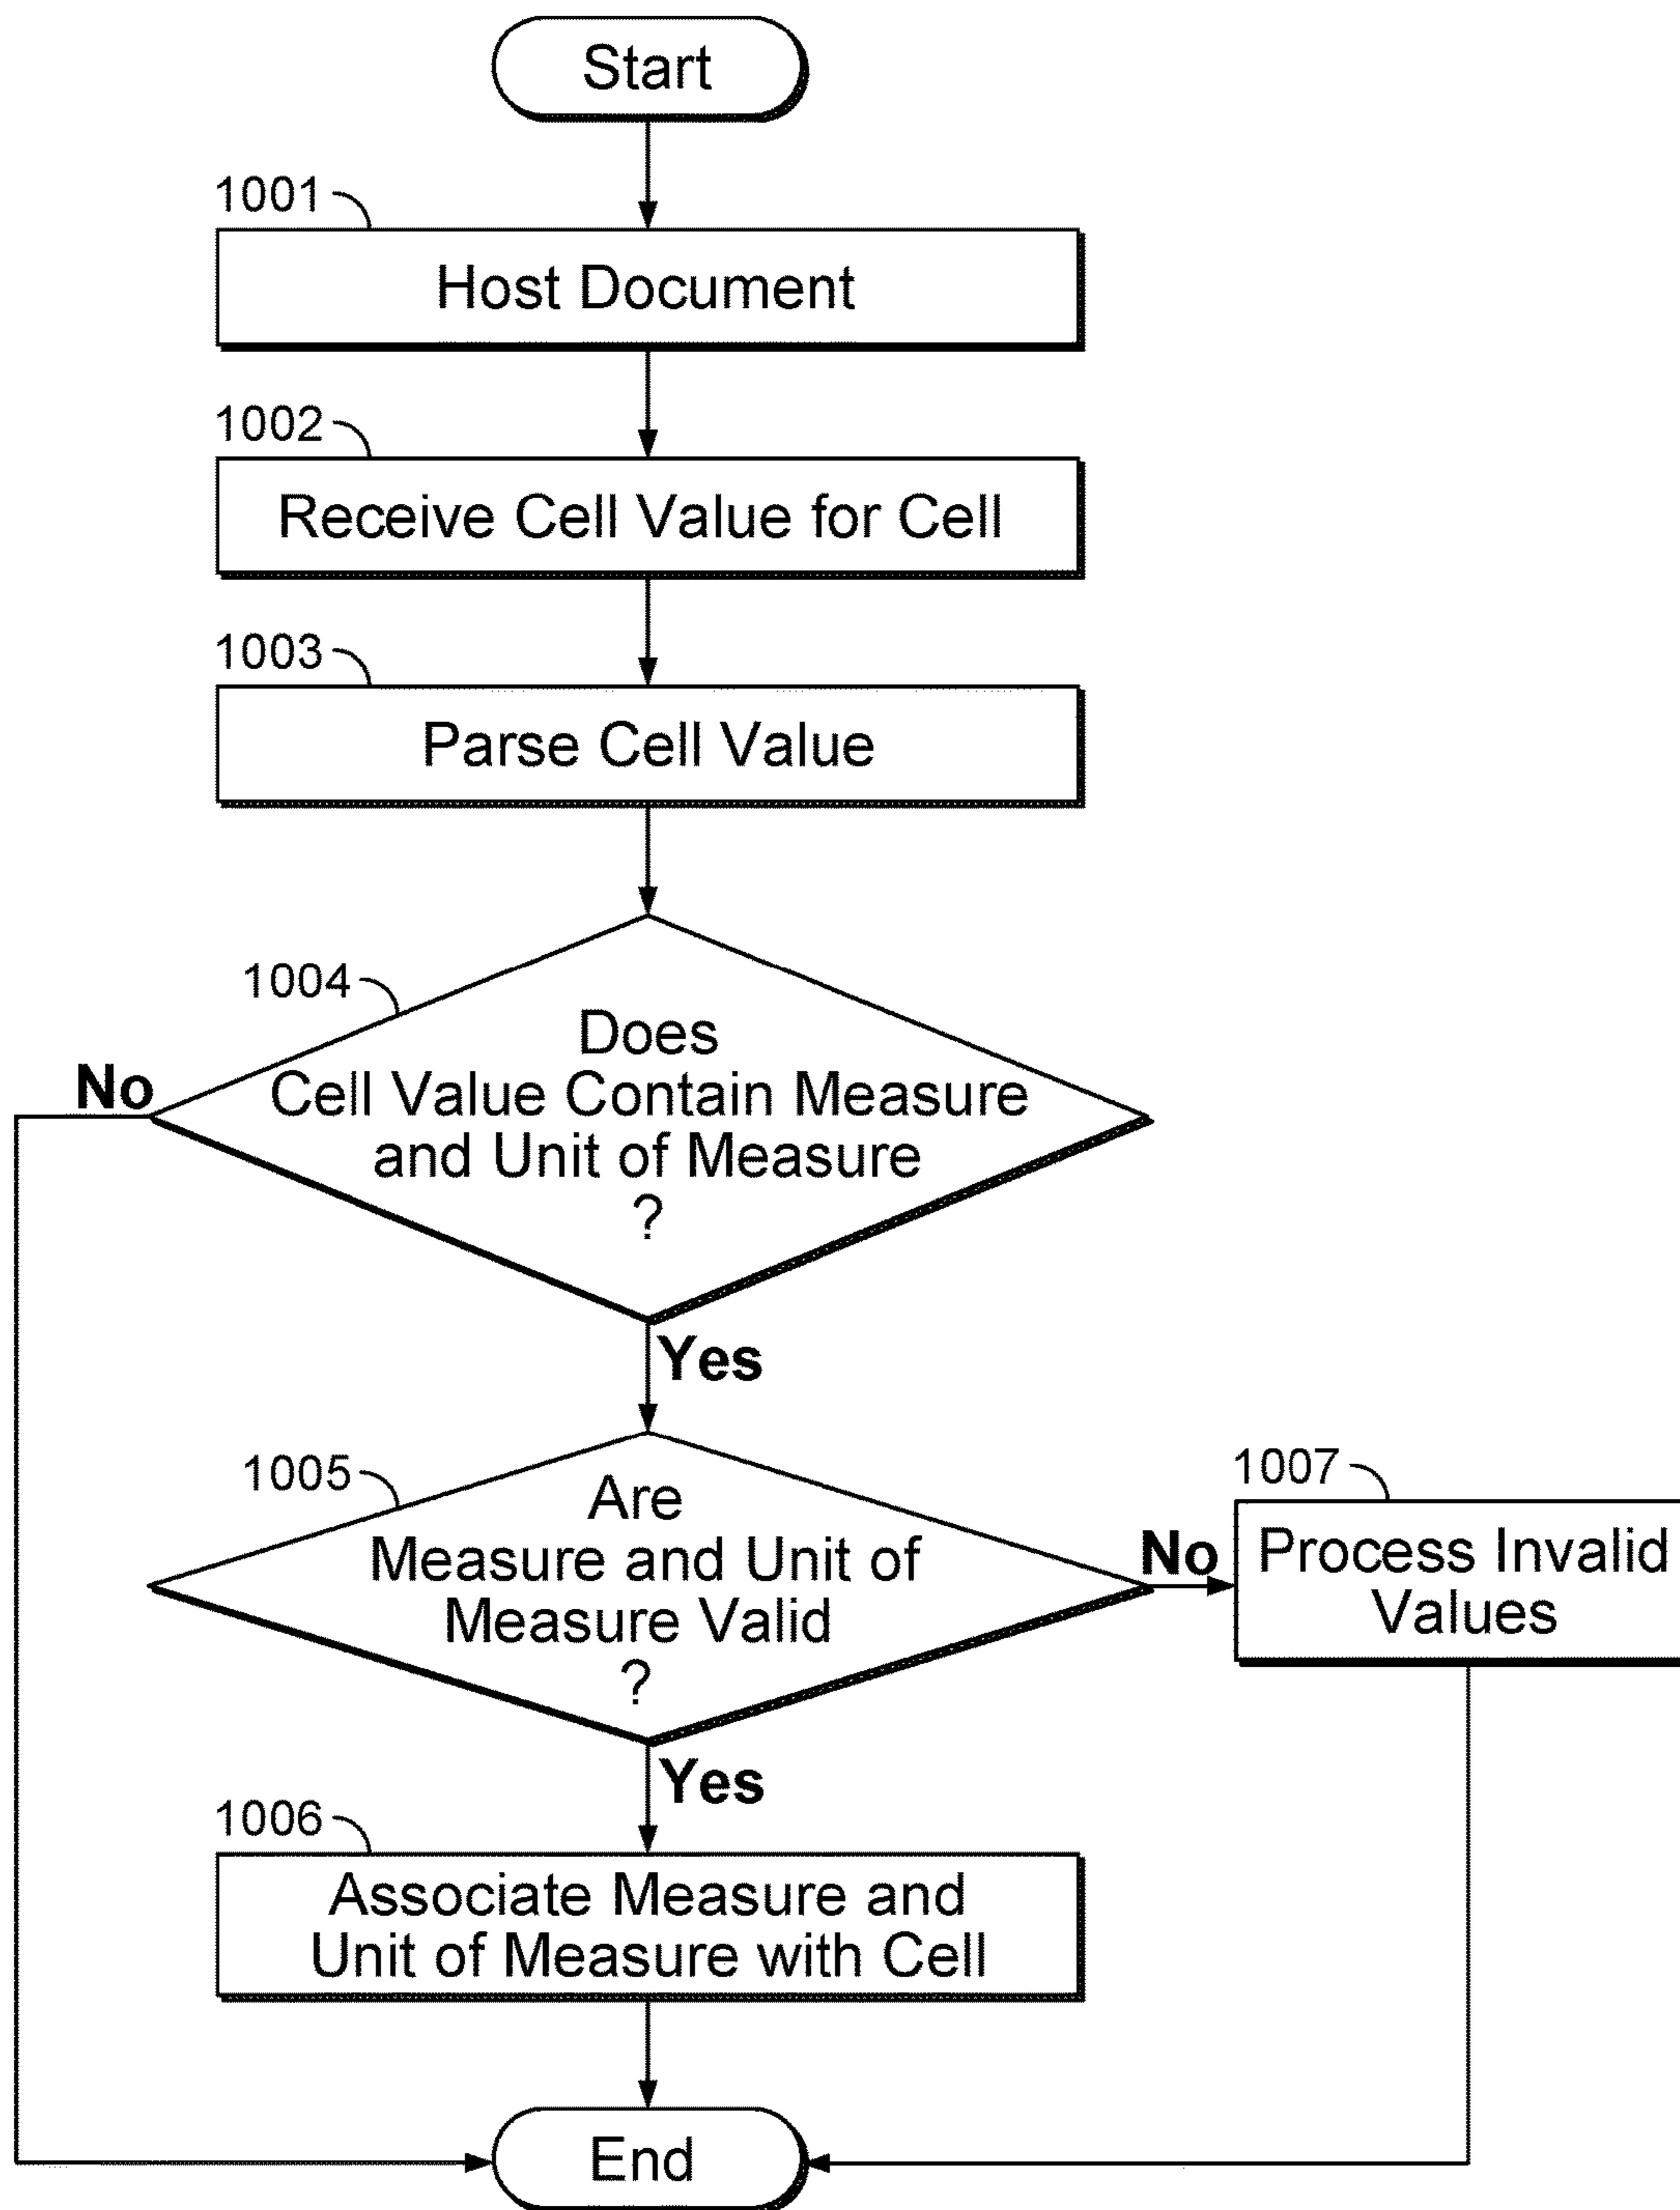 Start
1001
Host Document
1002
Receive Cell Value for Cell
1003
Parse Cell Value
1004
Does
Cell Value Contain Measure
and Unit of Measure
?
No
Yes
1005
Are
Measure and Unit of
Measure Valid
?
No
1007
Process Invalid
Values
Yes
1006
Associate Measure and
Unit of Measure with Cell
End